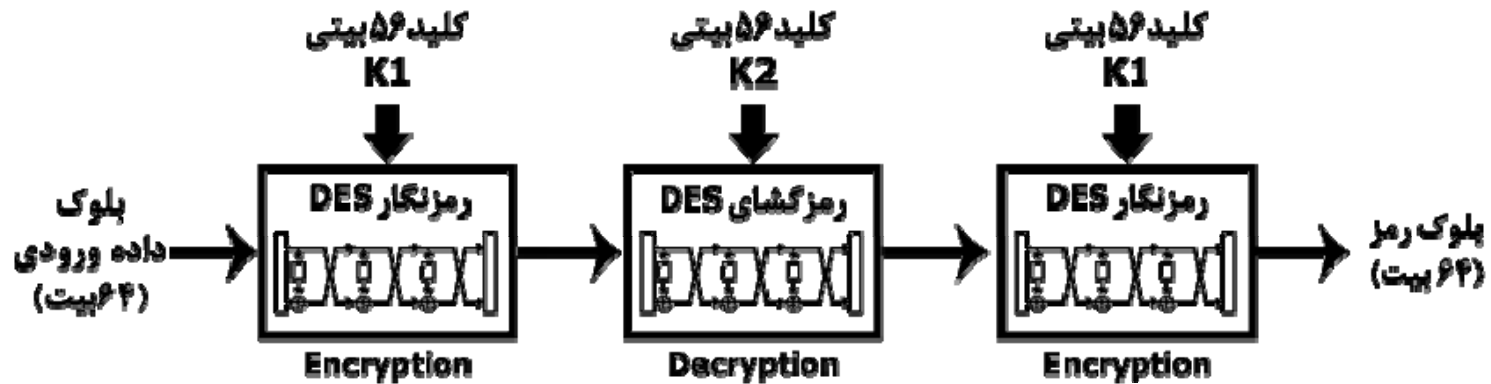 کلید ۵۶ بیتی
K1
کلید ۵۶ بیتی
K2
کلید ۵۶ بیتی
K1
بلوک
داده ورودی
(۶۴ بیت)
رمزنگار DES
Encryption
رمزگشای DES
Decryption
رمزنگار DES
Encryption
بلوک رمز
(۶۴ بیت)